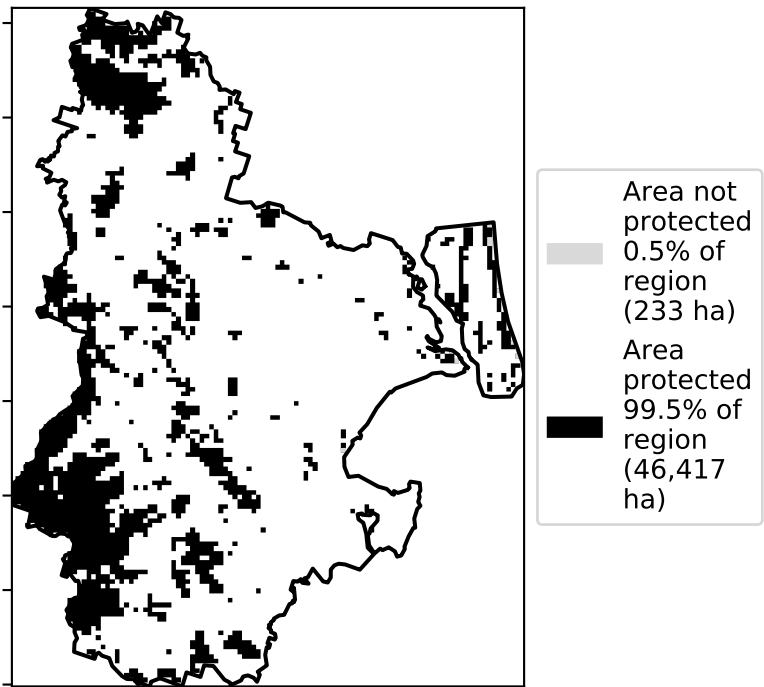 Area not
protected
0.5% of
region
(233 ha)
Area
protected
99.5% of
region
(46,417
ha)